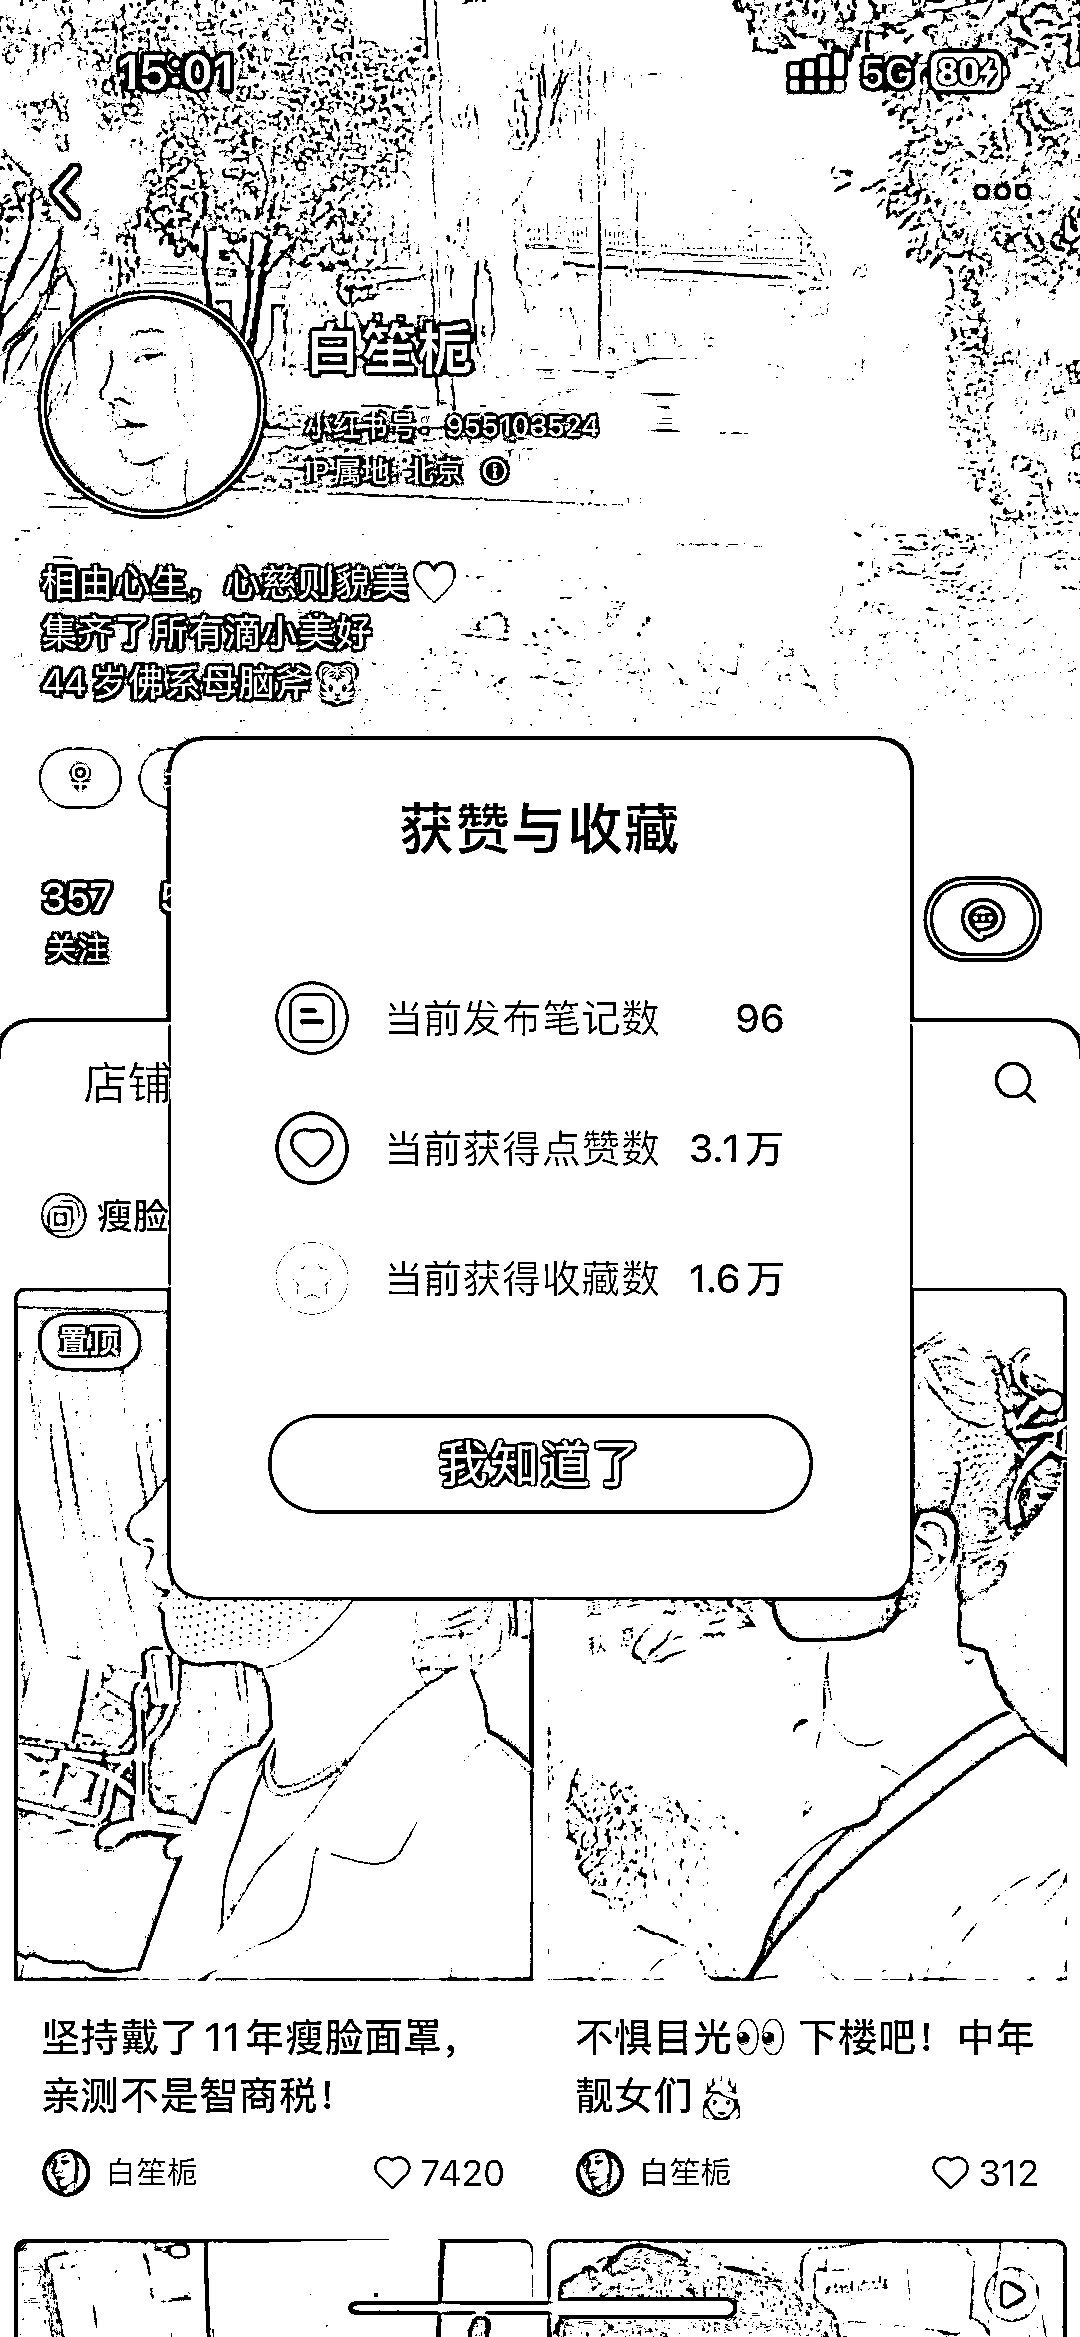 15:01
5G 80
白笙栀
小红书号：955103524
IP属地：北京
相由心生，心慈则貌美♡
集齐了所有滴小美好
44岁佛系母脑斧🐯
357
关注
获赞与收藏
当前发布笔记数 96
当前获得点赞数 3.1万
当前获得收藏数 1.6万
我知道了
店铺
瘦脸
置顶
坚持戴了11年瘦脸面罩，
亲测不是智商税！
白笙栀 7420
不惧目光👀 下楼吧！中年
靓女们
白笙栀 312